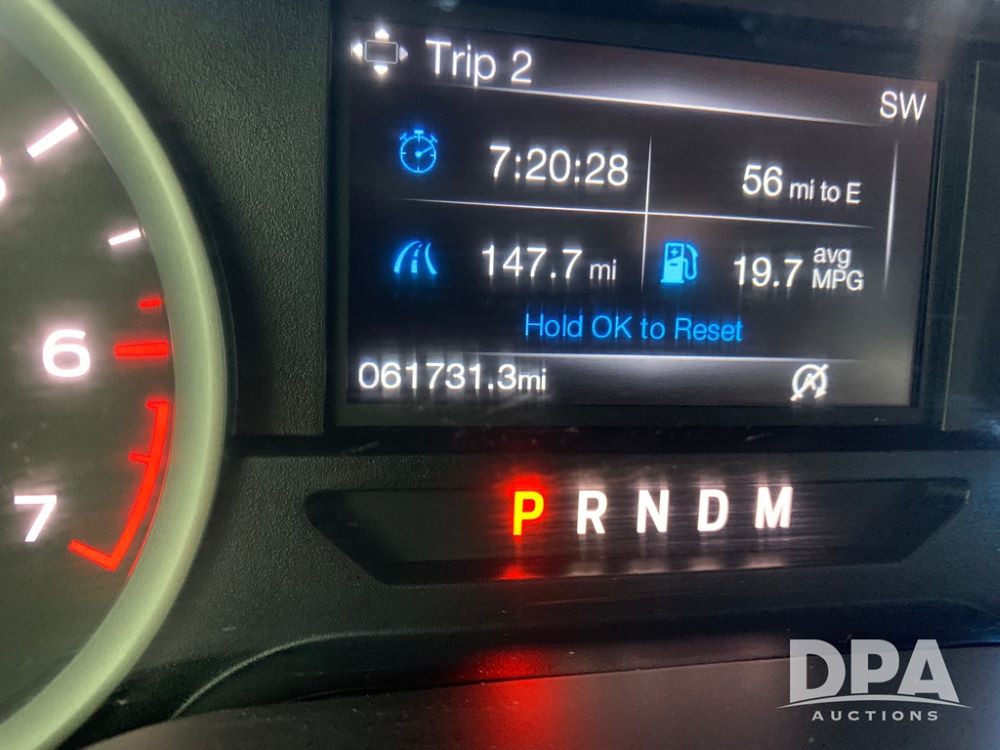 Trip 2
SW
7:20:28
56 mi to E
147.7 mi
19.7 avg MPG
Hold OK to Reset
061731.3mi
6
7
P R N D M
DPA
AUCTIONS